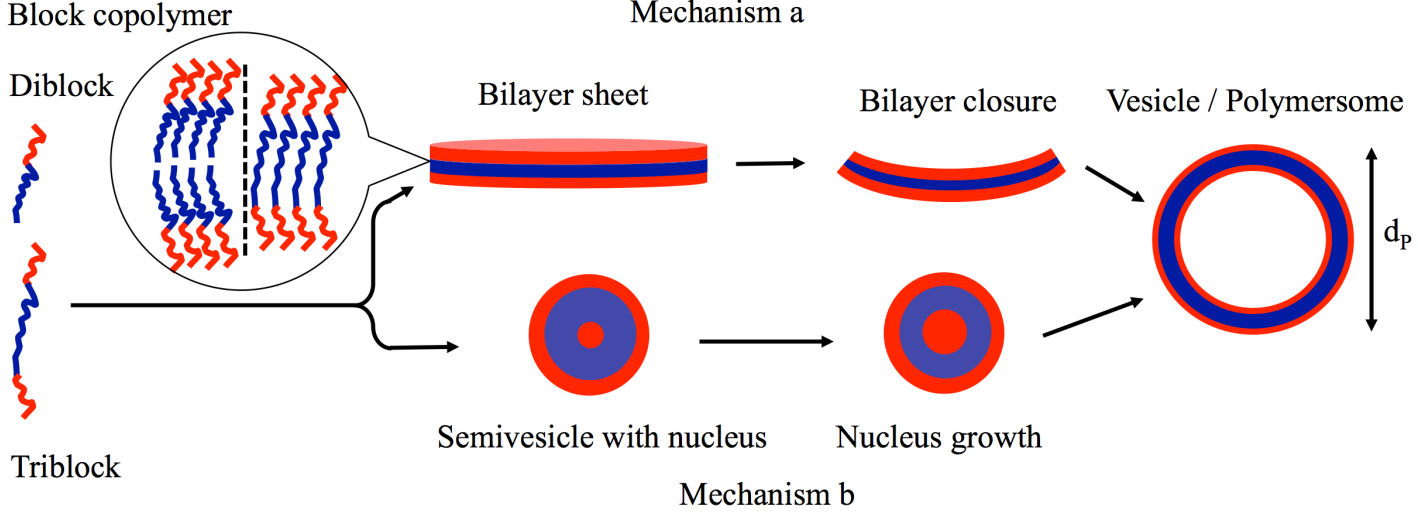 Block copolymer
Mechanism a
Diblock
Bilayer sheet
Bilayer closure
Vesicle / Polymersome
dP
Semivesicle with nucleus
Nucleus growth
Triblock
Mechanism b